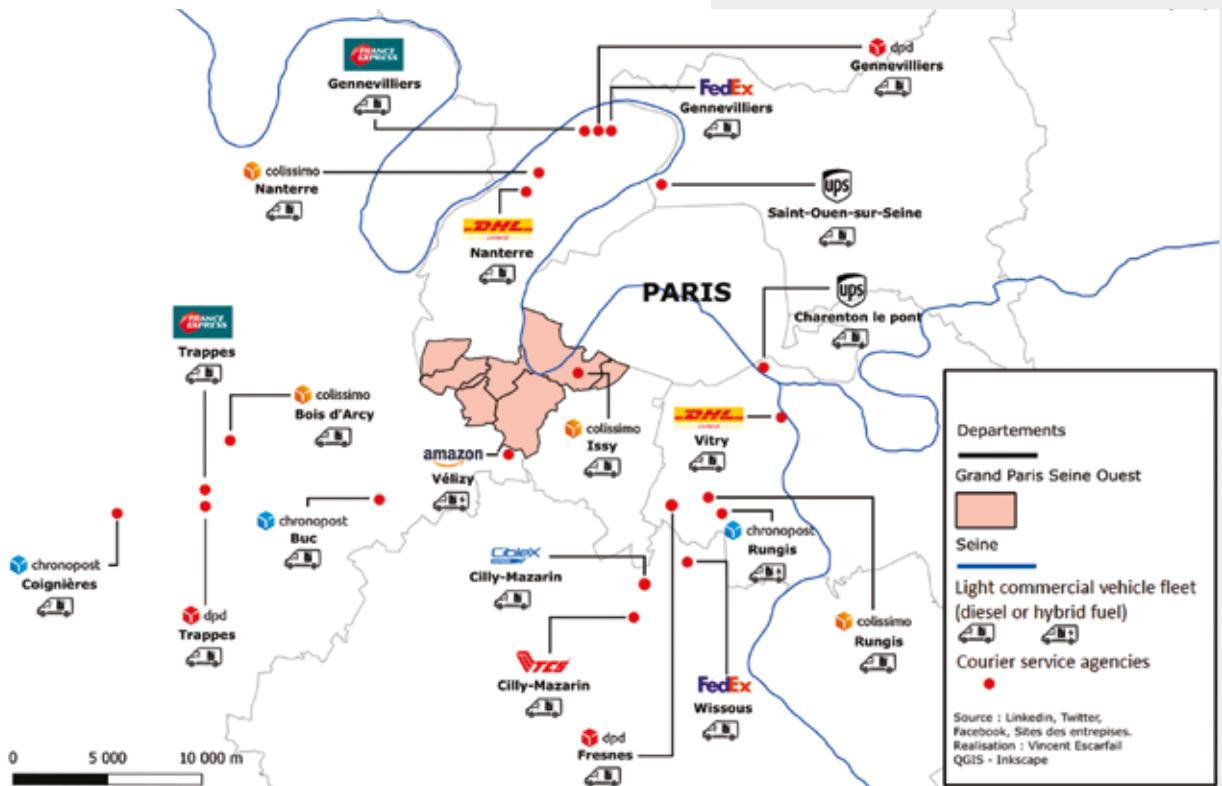 FRANCE
EXPRESS
Gennevilliers
dpd
Gennevilliers
FedEx
Gennevilliers
colissimo
Nanterre
DHL
EXPRESS
Nanterre
ups
Saint-Ouen-sur-Seine
PARIS
ups
Charenton le pont
FRANCE
EXPRESS
Trappes
colissimo
Bois d'Arcy
colissimo
Issy
DHL
EXPRESS
Vitry
amazon
Vélizy
chronopost
Buc
chronopost
Rungis
chronopost
Coignières
CibleX
Cilly-Mazarin
dpd
Trappes
colissimo
Rungis
TCS
Cilly-Mazarin
FedEx
Wissous
dpd
Fresnes
0 5 000 10 000 m
Departements
Grand Paris Seine Ouest
Seine
Light commercial vehicle fleet
(diesel or hybrid fuel)
Courier service agencies
Source : Linkedin, Twitter,
Facebook, Sites des entrepises.
Realisation : Vincent Escarfail
QGIS - Inkscape